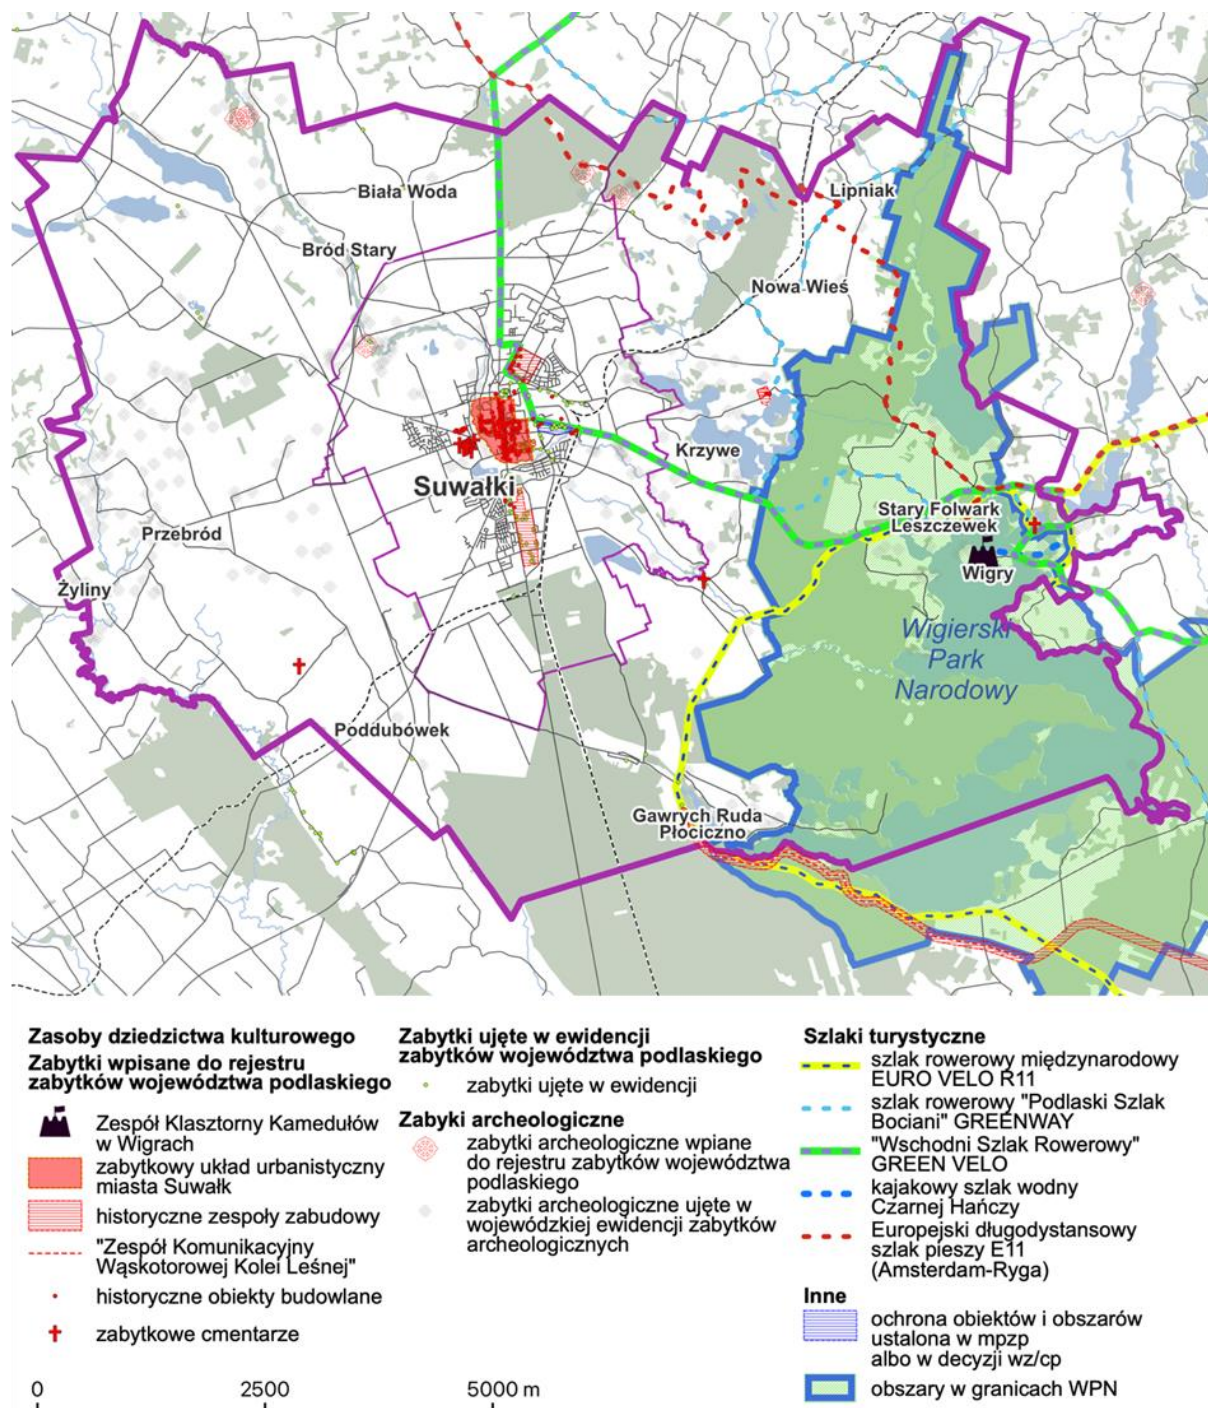 Biała Woda
Lipniak
Bród Stary
Nowa Wieś
Krzywe
Suwałki
Stary Folwark
Leszczewek
Przebród
Wigry
Żyliny
Wigierski
Park
Narodowy
Poddubówek
Gawrych Ruda
Płociczno
Zasoby dziedzictwa kulturowego
Zabytki wpisane do rejestru
zabytków województwa podlaskiego
Zespół Klasztorny Kamedułów
w Wigrach
zabytkowy układ urbanistyczny
miasta Suwałk
historyczne zespoły zabudowy
"Zespół Komunikacyjny
Wąskotorowej Kolei Leśnej"
historyczne obiekty budowlane
zabytkowe cmentarze
0 2500 5000 m
Zabytki ujęte w ewidencji
zabytków województwa podlaskiego
zabytki ujęte w ewidencji
Zabyki archeologiczne
zabytki archeologiczne wpiane
do rejestru zabytków województwa
podlaskiego
zabytki archeologiczne ujęte w
wojewódzkiej ewidencji zabytków
archeologicznych
Szlaki turystyczne
szlak rowerowy międzynarodowy
EURO VELO R11
szlak rowerowy "Podlaski Szlak
Bociani" GREENWAY
"Wschodni Szlak Rowerowy"
GREEN VELO
kajakowy szlak wodny
Czarnej Hańczy
Europejski długodystansowy
szlak pieszy E11
(Amsterdam-Ryga)
Inne
ochrona obiektów i obszarów
ustalona w mpzp
albo w decyzji wz/cp
obszary w granicach WPN